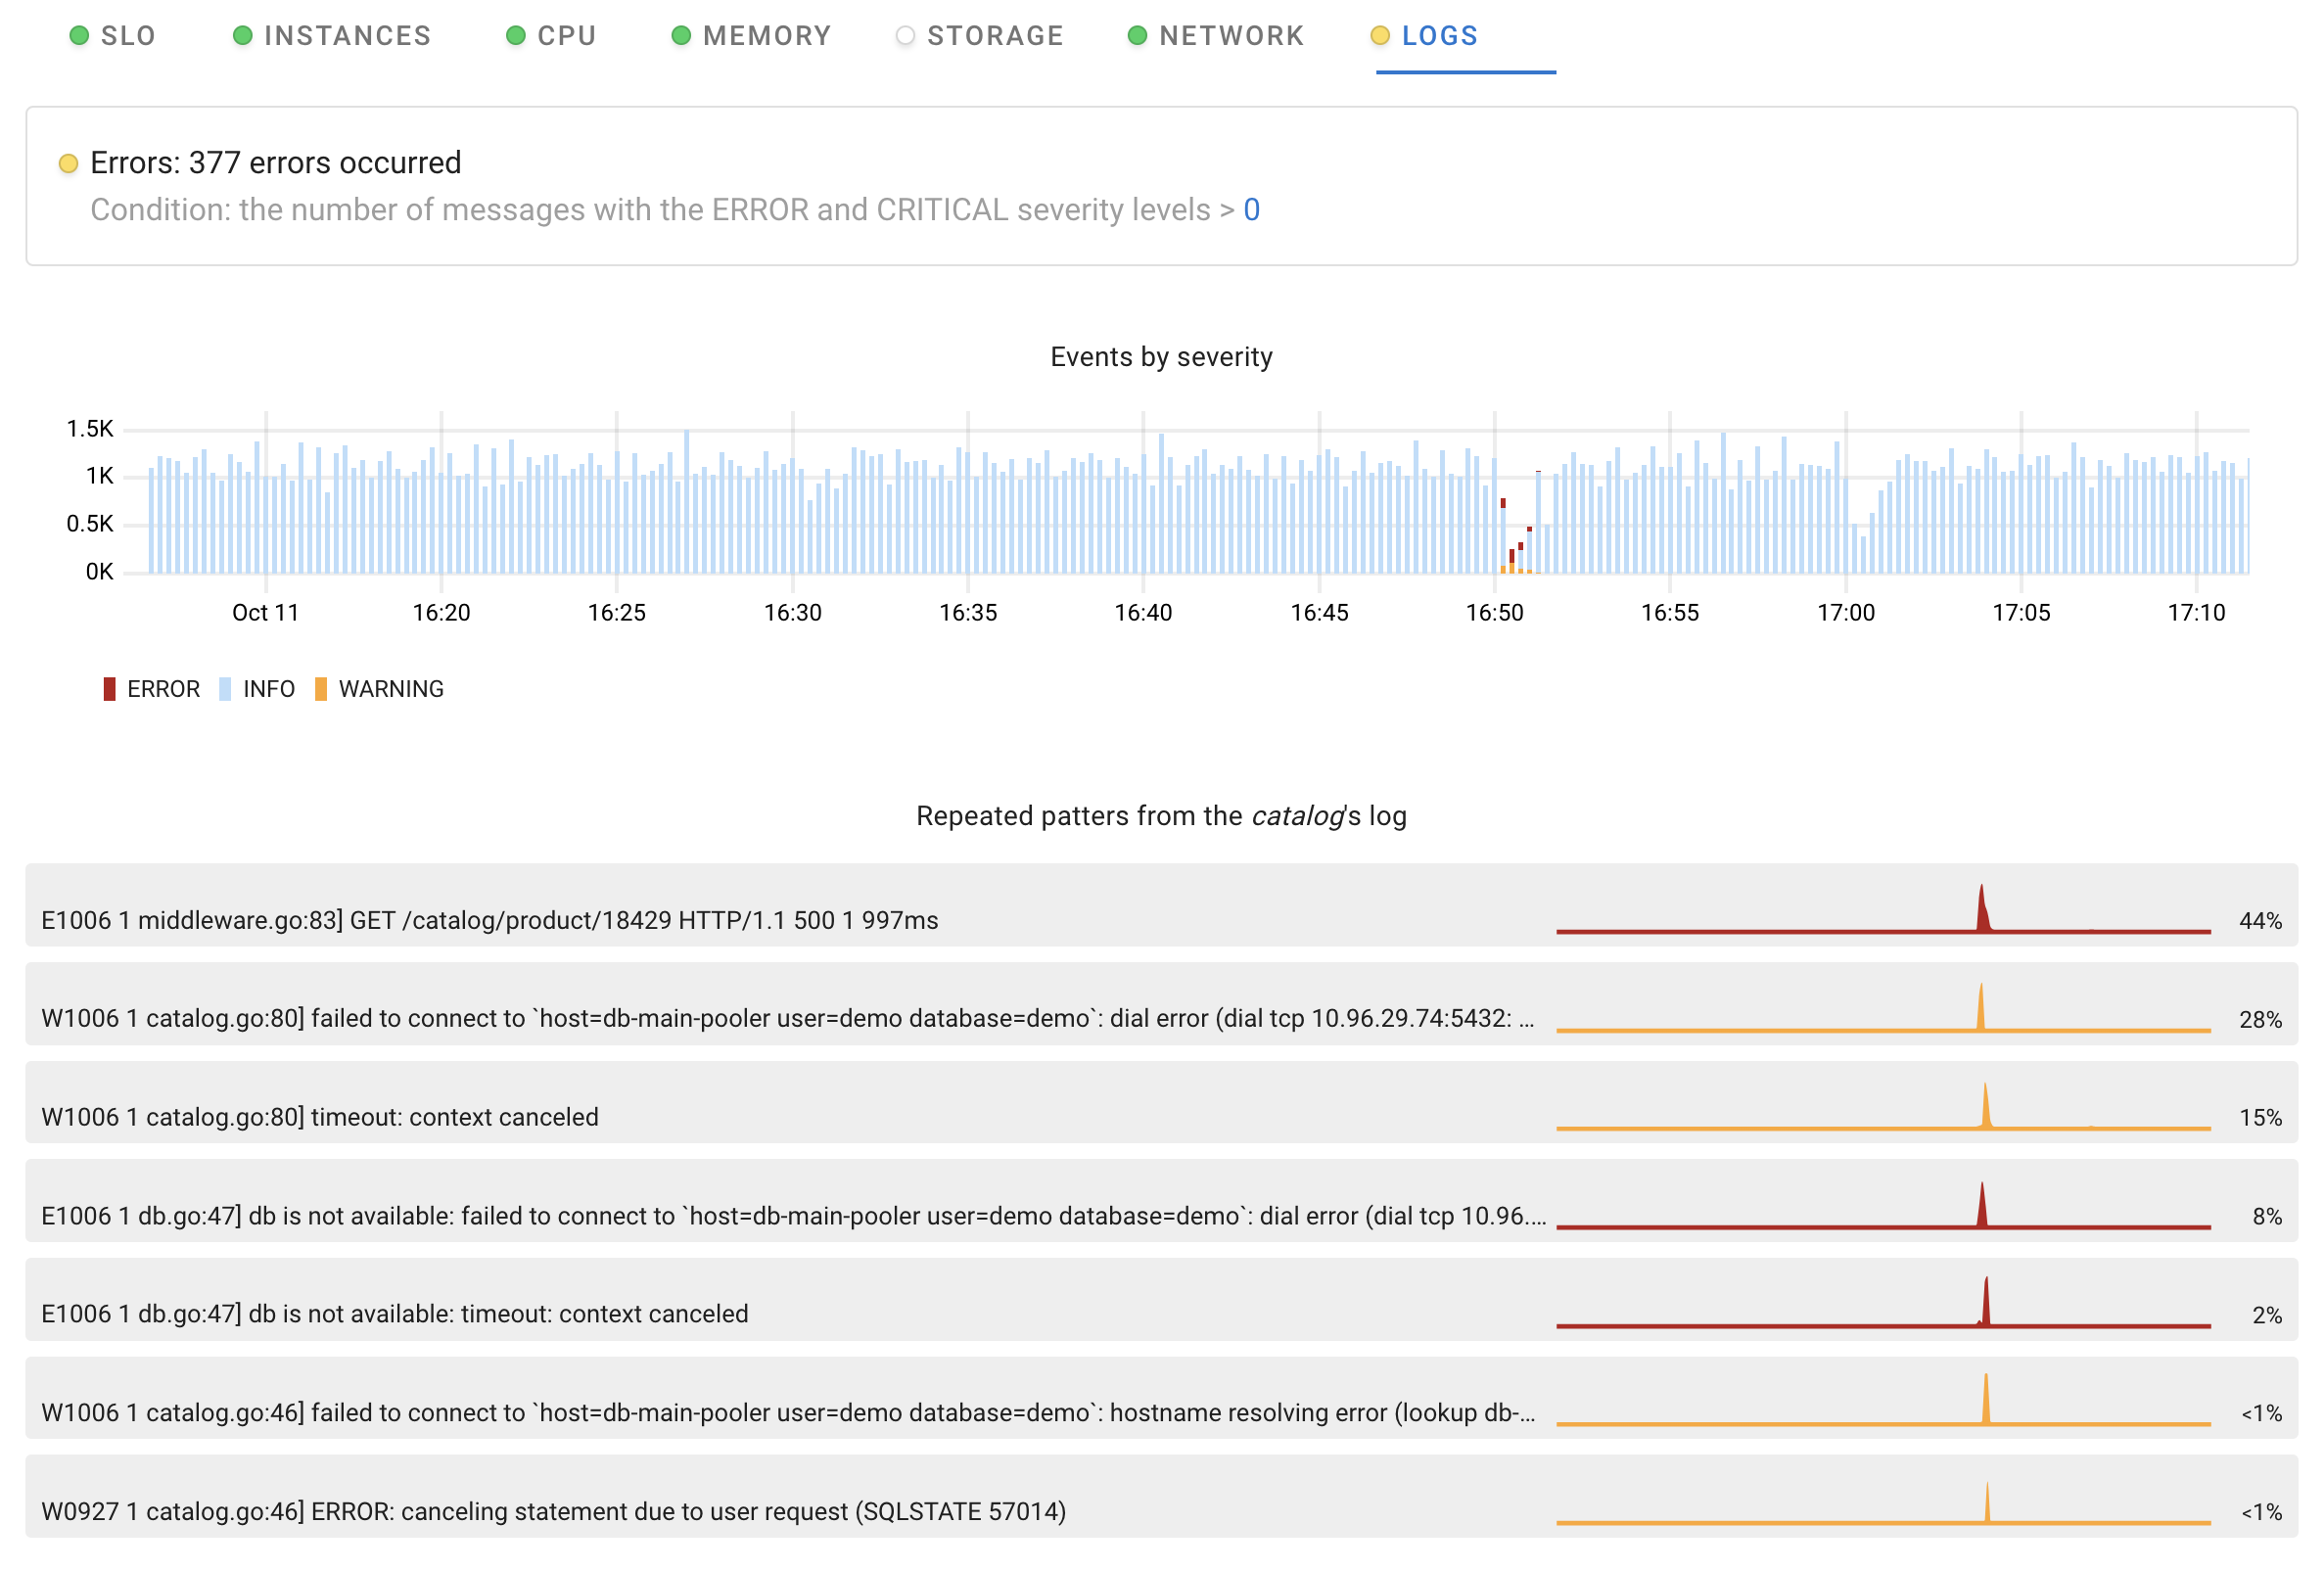 SLO INSTANCES CPU MEMORY STORAGE NETWORK LOGS
Errors: 377 errors occurred
Condition: the number of messages with the ERROR and CRITICAL severity levels > 0
Events by severity
1.5K
1K
0.5K
0K
Oct 11 16:20 16:25 16:30 16:35 16:40 16:45 16:50 16:55 17:00 17:05 17:10
ERROR INFO WARNING
Repeated patters from the catalog's log
E1006 1 middleware.go:83] GET /catalog/product/18429 HTTP/1.1 500 1 997ms 44%
W1006 1 catalog.go:80] failed to connect to `host=db-main-pooler user=demo database=demo`: dial error (dial tcp 10.96.29.74:5432: ... 28%
W1006 1 catalog.go:80] timeout: context canceled 15%
E1006 1 db.go:47] db is not available: failed to connect to `host=db-main-pooler user=demo database=demo`: dial error (dial tcp 10.96.... 8%
E1006 1 db.go:47] db is not available: timeout: context canceled 2%
W1006 1 catalog.go:46] failed to connect to `host=db-main-pooler user=demo database=demo`: hostname resolving error (lookup db-... <1%
W0927 1 catalog.go:46] ERROR: canceling statement due to user request (SQLSTATE 57014) <1%